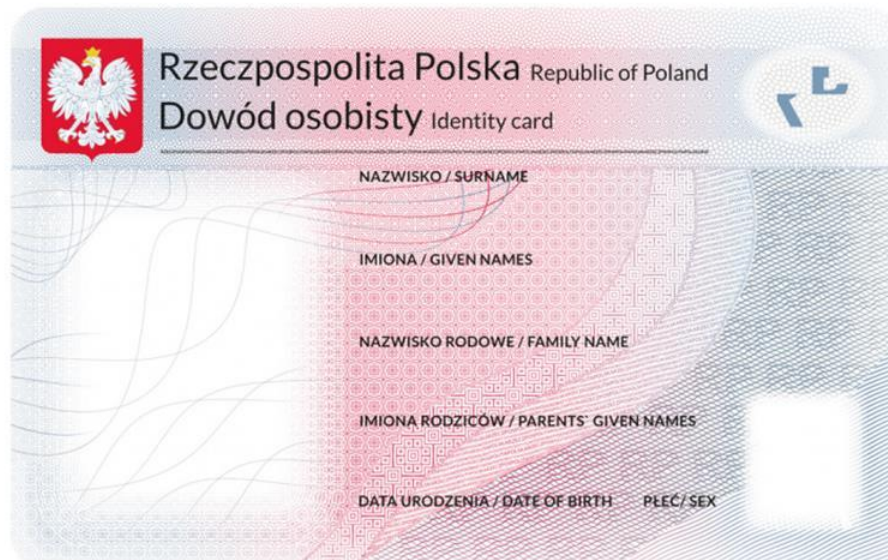 Rzeczpospolita Polska Republic of Poland
Dowód osobisty Identity card
NAZWISKO / SURNAME
IMIONA / GIVEN NAMES
NAZWISKO RODOWE / FAMILY NAME
IMIONA RODZICÓW / PARENTS` GIVEN NAMES
DATA URODZENIA / DATE OF BIRTH PŁEĆ/ SEX